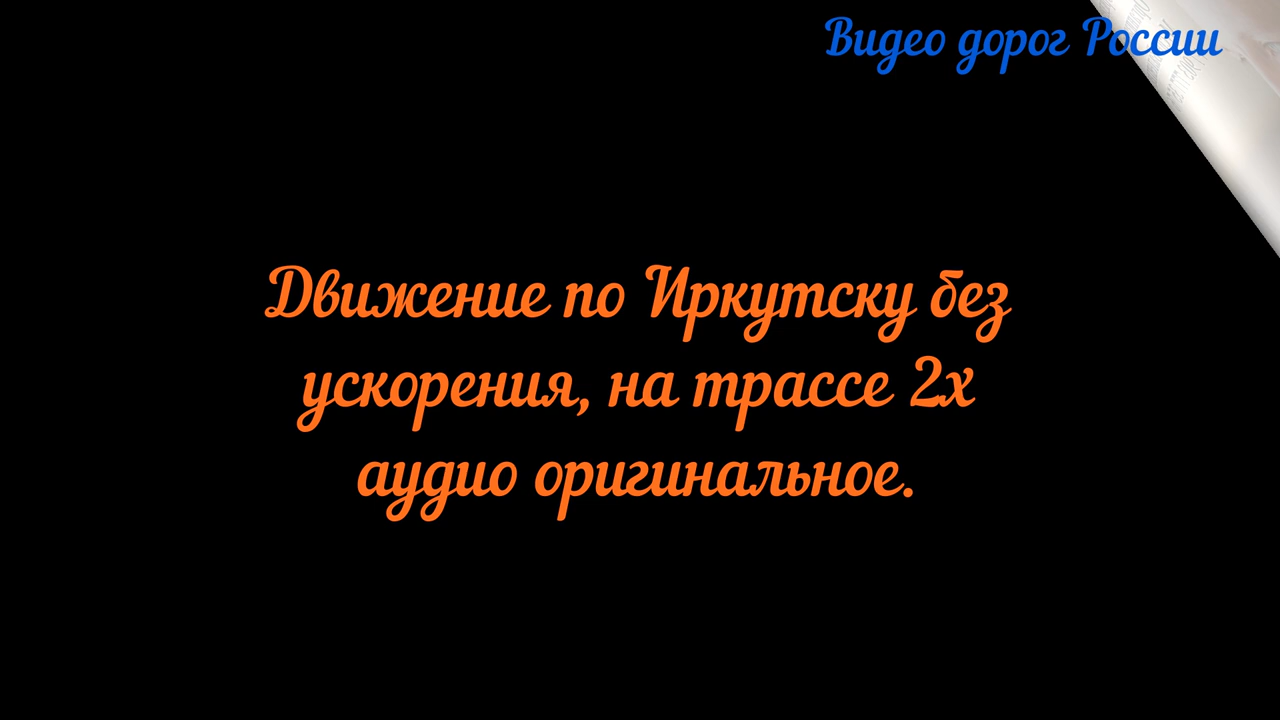 Видео дорог России
Движение по Иркутску без
ускорения, на трассе 2х
аудио оригинальное.